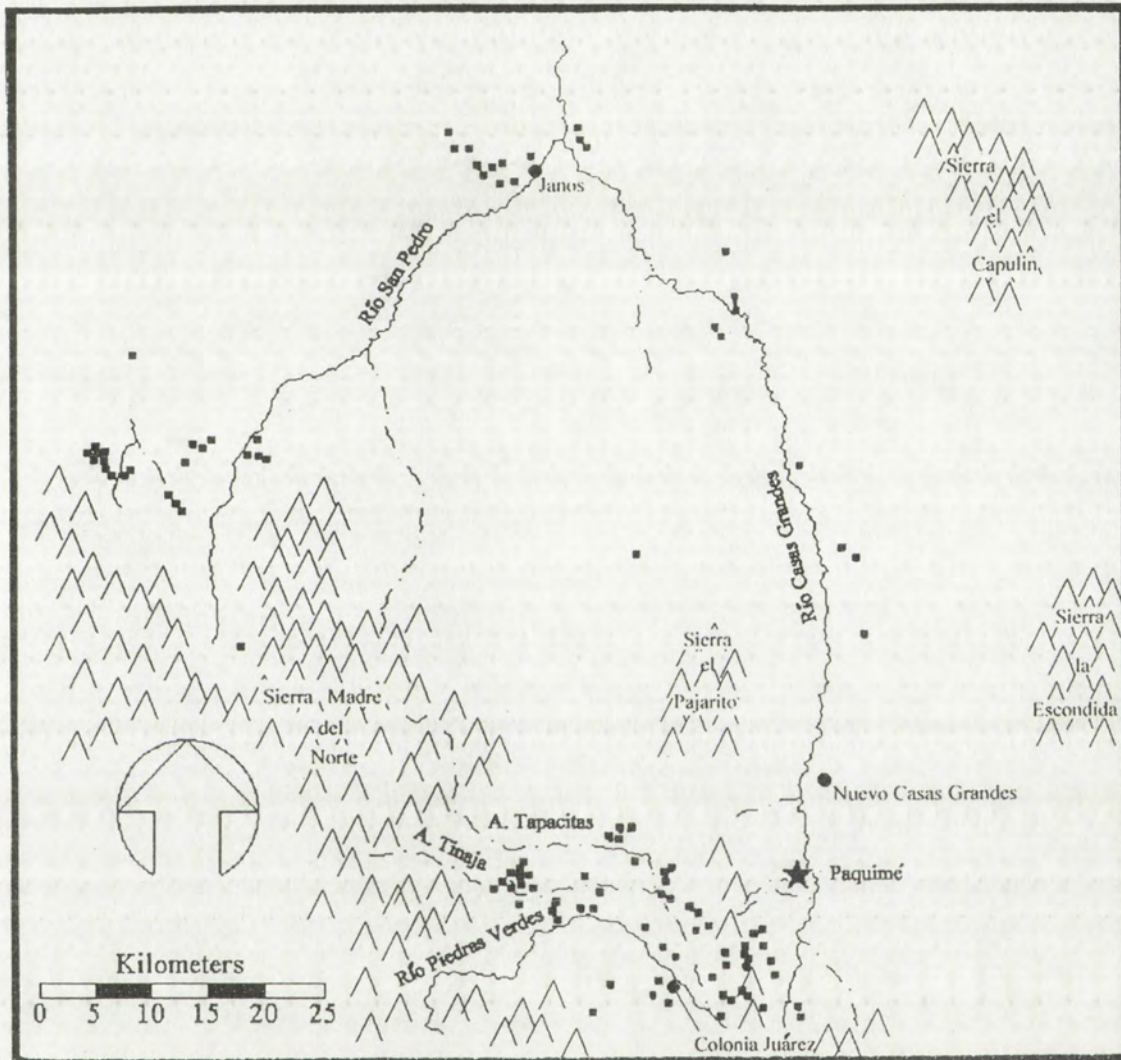 Janos
Sierra
el
Capulin
Río San Pedro
Río Casas Grandes
Sierra
el
Pajarito
Sierra
la
Escondida
Sierra Madre
del
Norte
Nuevo Casas Grandes
A. Tapacitas
A. Tinaja
Paquimé
Río Piedras Verdes
Kilometers
0 5 10 15 20 25
Colonia Juárez